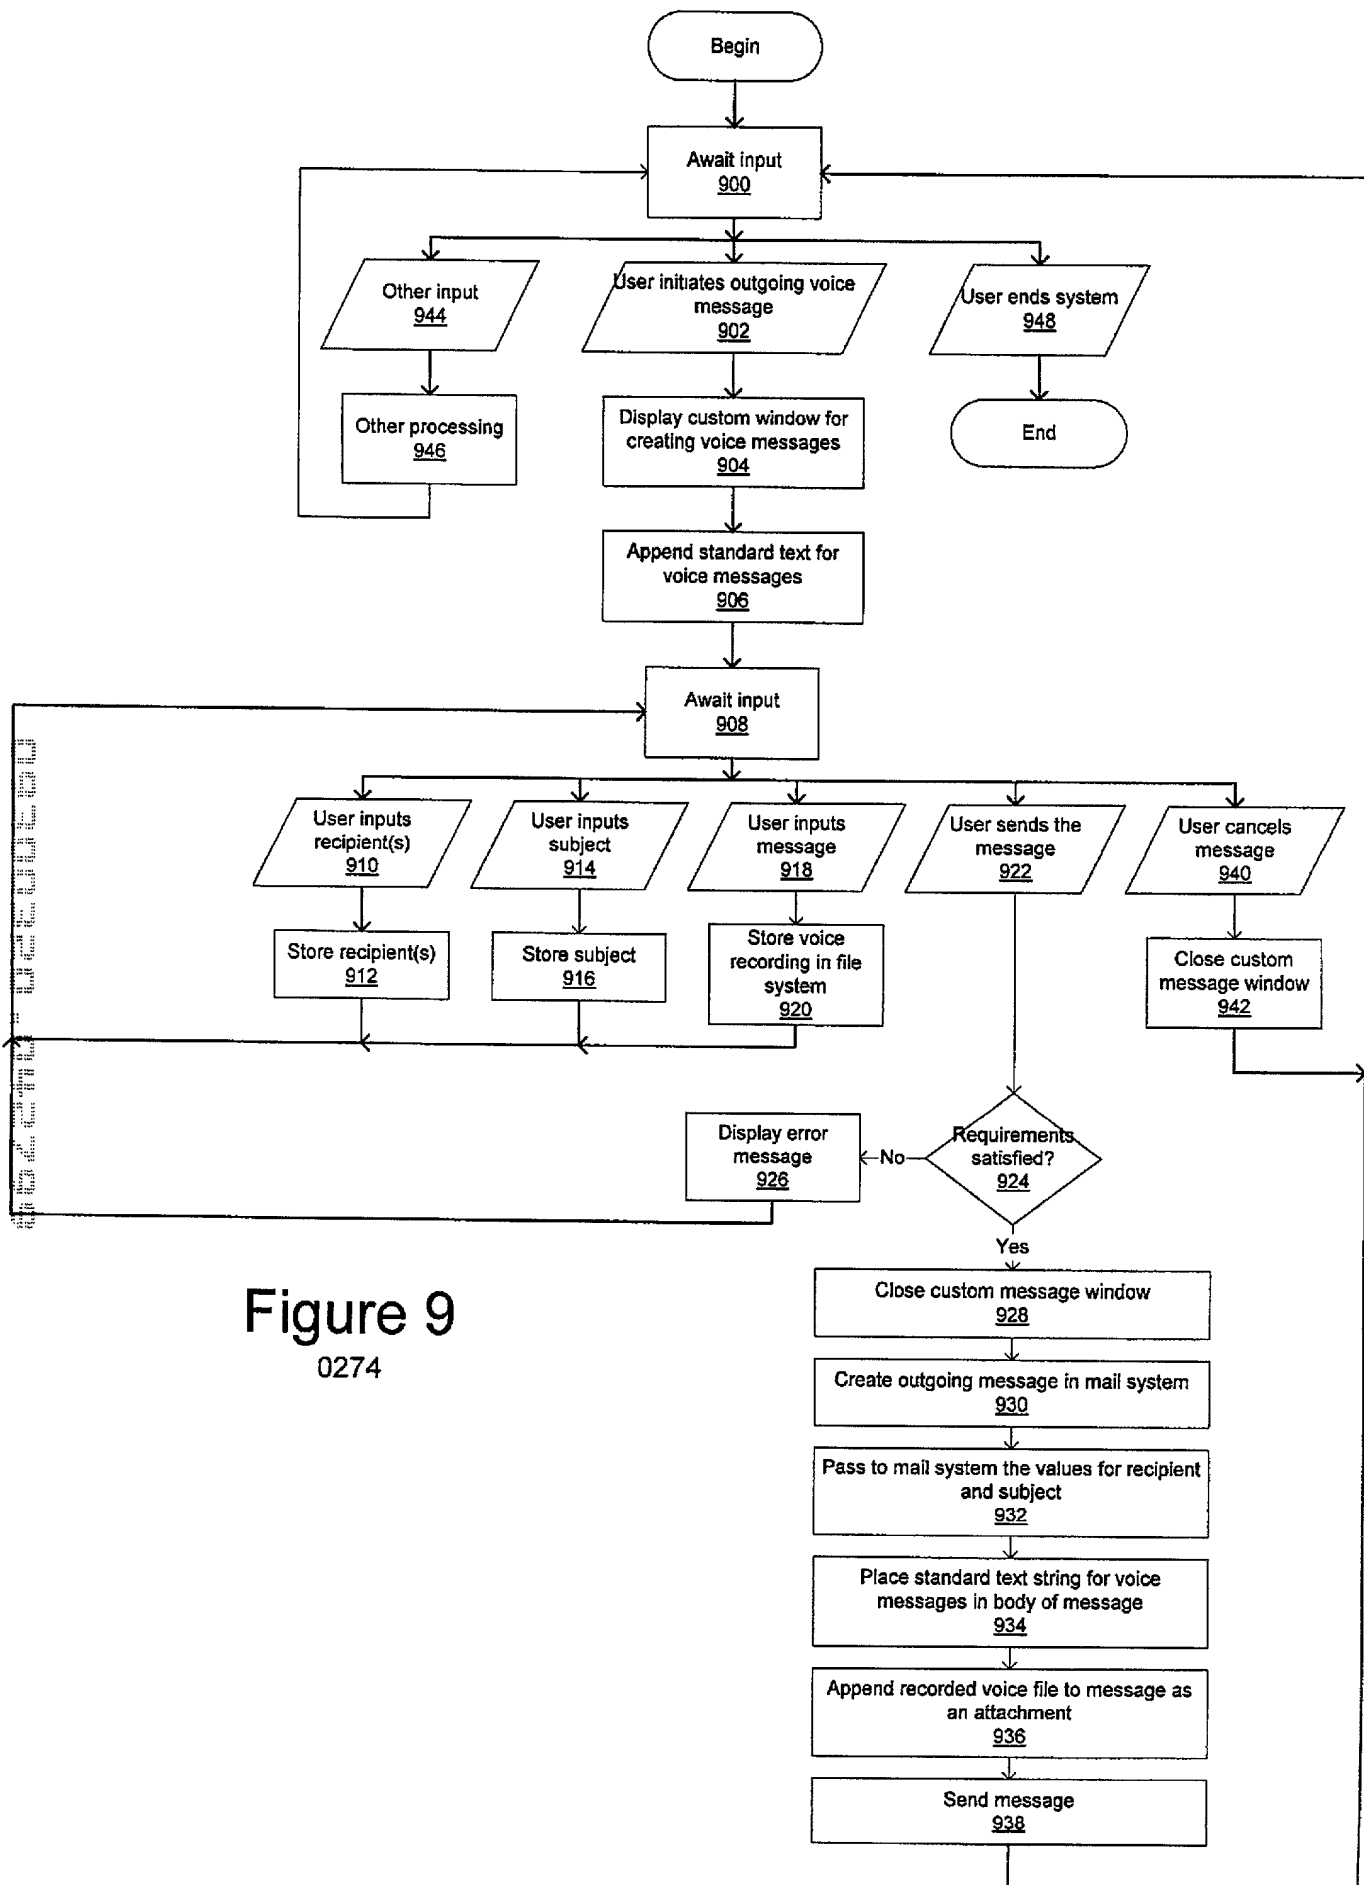 Begin
Await input
900
Other input
944
User initiates outgoing voice
message
902
User ends system
948
Other processing
946
Display custom window for
creating voice messages
904
End
Append standard text for
voice messages
906
Await input
908
User inputs
recipient(s)
910
User inputs
subject
914
User inputs
message
918
User sends the
message
922
User cancels
message
940
Store recipient(s)
912
Store subject
916
Store voice
recording in file
system
920
Close custom
message window
942
Display error
message
926
No
Requirements
satisfied?
924
Yes
Close custom message window
928
Create outgoing message in mail system
930
Pass to mail system the values for recipient
and subject
932
Place standard text string for voice
messages in body of message
934
Append recorded voice file to message as
an attachment
936
Send message
938
Figure 9
0274